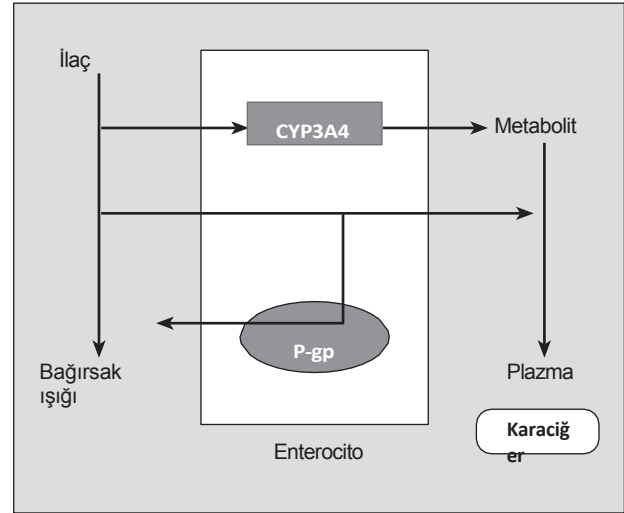 İlaç
CYP3A4
Metabolit
P-gp
Bağırsak
ışığı
Plazma
Enterocito
Karaciğ
er